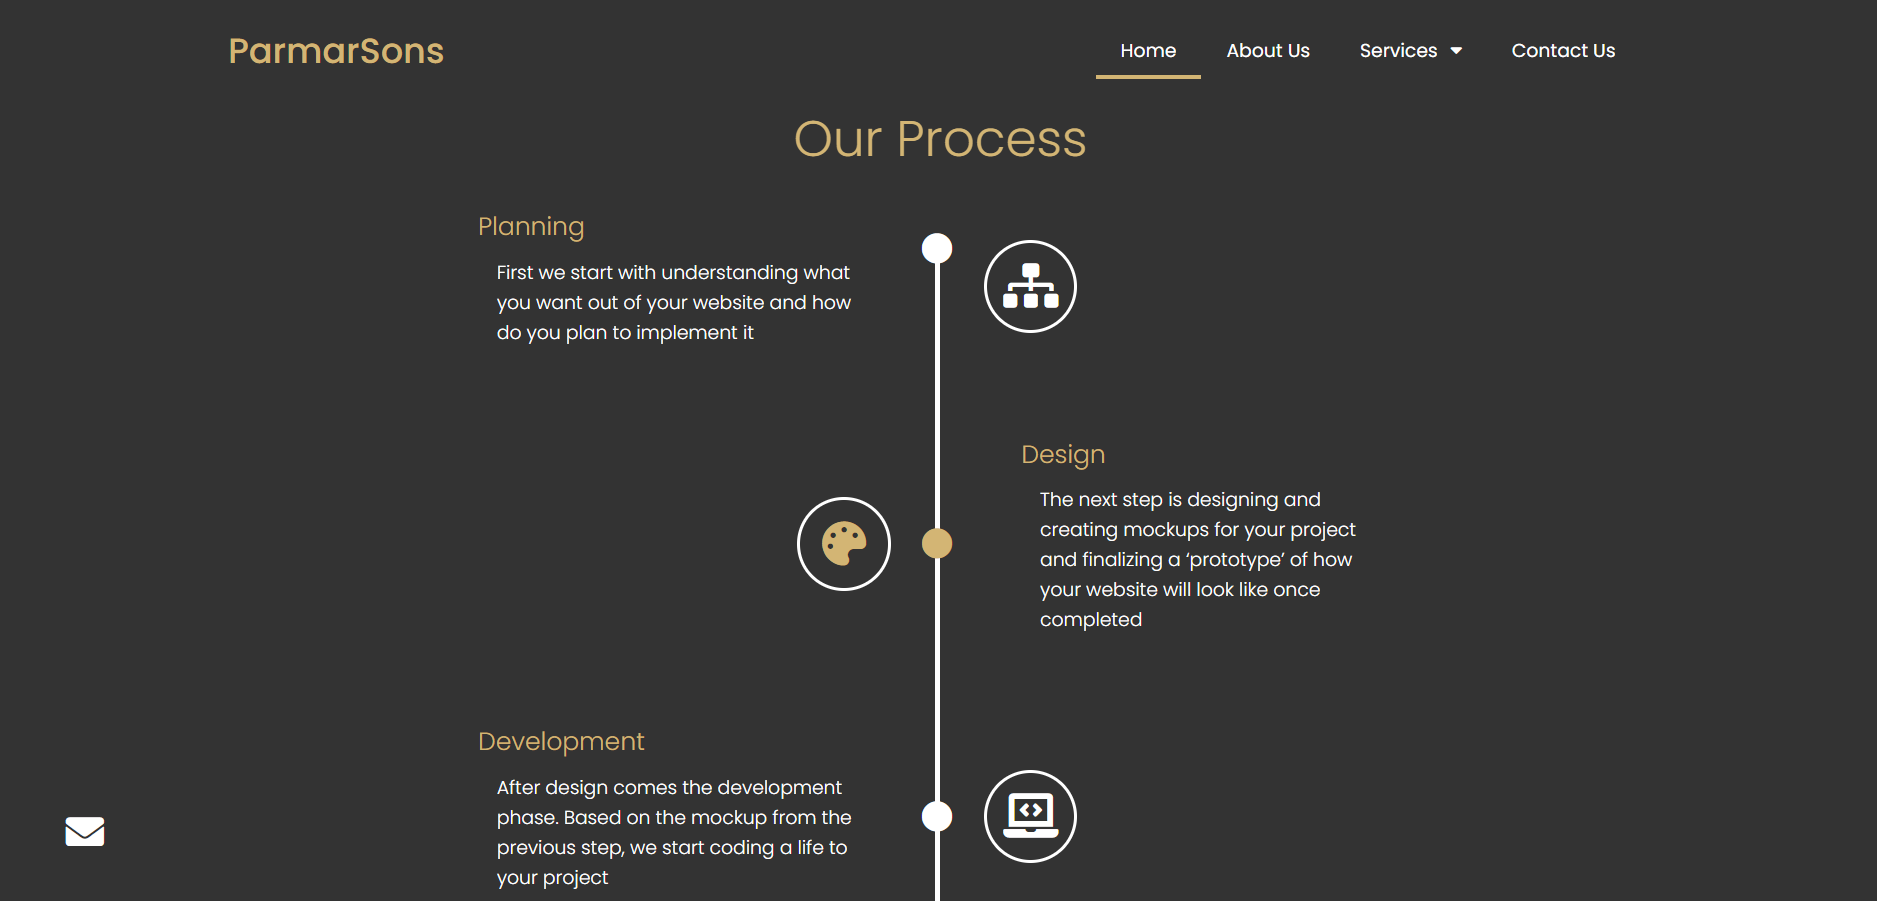 ParmarSons
Home
About Us
Services
Contact Us
Our Process
Planning
First we start with understanding what
you want out of your website and how
do you plan to implement it
Design
The next step is designing and
creating mockups for your project
and finalizing a ‘prototype’ of how
your website will look like once
completed
Development
After design comes the development
phase. Based on the mockup from the
previous step, we start coding a life to
your project